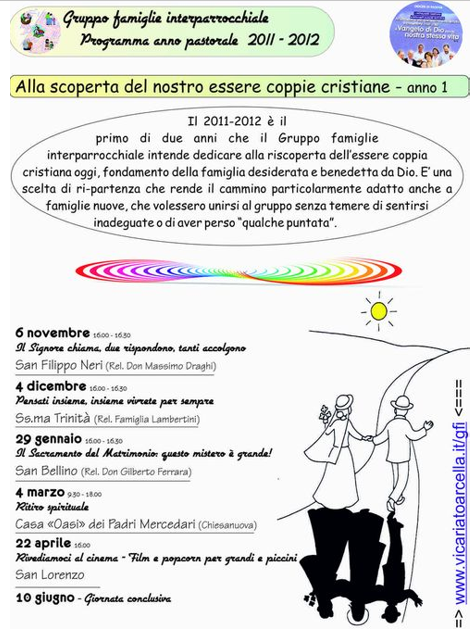 Gruppo famiglie interparrocchiale
Programma anno pastorale 2011 - 2012
Vangelo di Dio
nostra stessa vita
Alla scoperta del nostro essere coppie cristiane - anno 1
Il 2011-2012 è il
primo di due anni che il Gruppo famiglie
interparrocchiale intende dedicare alla riscoperta dell'essere coppia
cristiana oggi, fondamento della famiglia desiderata e benedetta da Dio. E' una
scelta di ri-partenza che rende il cammino particolarmente adatto anche a
famiglie nuove, che volessero unirsi al gruppo senza temere di sentirsi
inadeguate o di aver perso "qualche puntata".
6 novembre 16.00 - 16.30
Il Signore chiama, due rispondono, tanti accolgono
San Filippo Neri (Rel. Don Massimo Draghi)
4 dicembre 16.00 - 16.30
Pensati insieme, insieme vivrete per sempre
Ss.ma Trinità (Rel. Famiglia Lambertini)
29 gennaio 16.00 - 16.30
Il Sacramento del Matrimonio: questo mistero è grande!
San Bellino (Rel. Don Gilberto Ferrara)
4 marzo 9.30 - 18.00
Ritiro spirituale
Casa «Oasi» dei Padri Mercedari (Chiesanuova)
22 aprile 16.00
Rivediamoci al cinema - Film e popcorn per grandi e piccini
San Lorenzo
10 giugno - Giornata conclusiva
==> www.vicariatoarcella.it/gfi <===